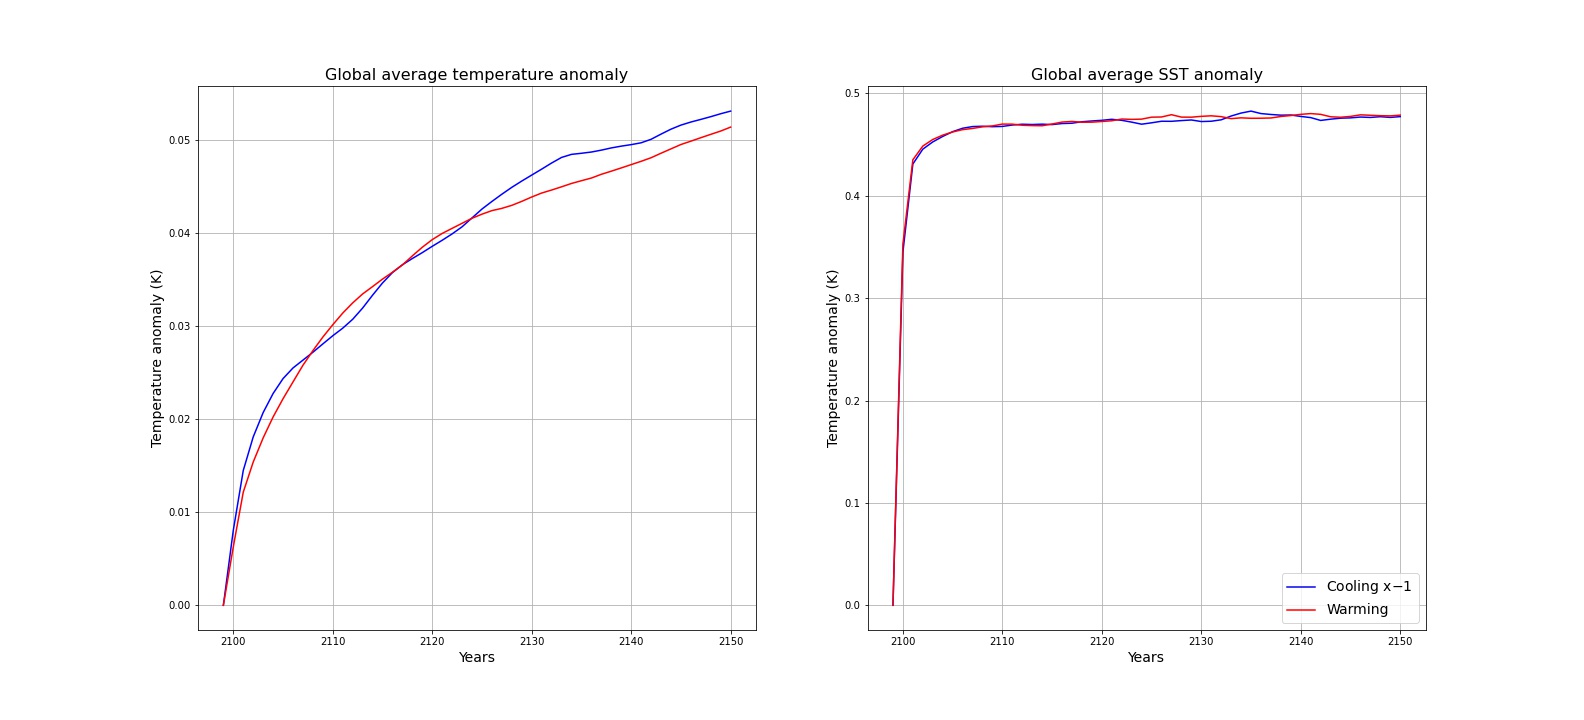 Global average temperature anomaly
Temperature anomaly (K)
0.05
0.04
0.03
0.02
0.01
0.00
2100 2110 2120 2130 2140 2150
Years
Global average SST anomaly
Temperature anomaly (K)
0.5
0.4
0.3
0.2
0.1
0.0
Cooling x−1
Warming
2100 2110 2120 2130 2140 2150
Years